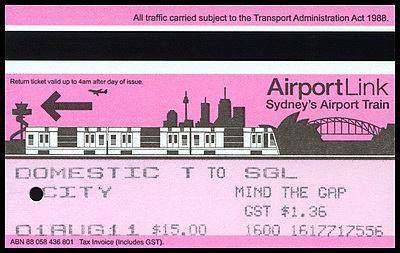 All traffic carried subject to the Transport Administration Act 1988.
Return ticket valid up to 4am after day of issue.
AirportLink
Sydney's Airport Train
DOMESTIC T TO SGL
CITY MIND THE GAP
GST $1.36
01AUG11 $15.00 1600 1617717556
ABN 88 058 436 801 Tax Invoice (Includes GST).